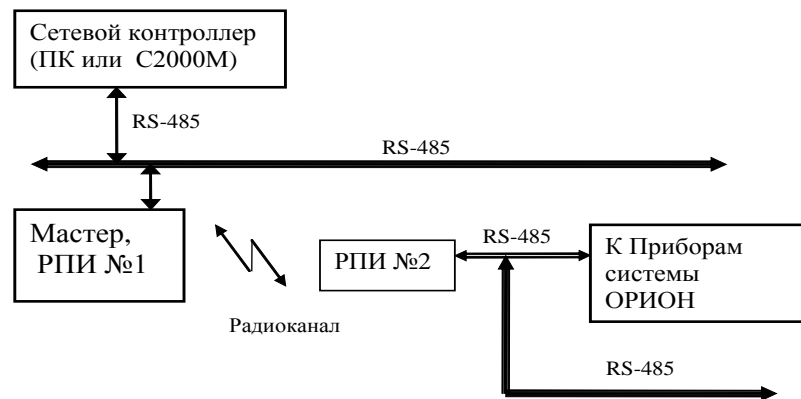 Сетевой контроллер
(ПК или С2000М)
RS-485
RS-485
Мастер,
РПИ №1
Радиоканал
РПИ №2
RS-485
К Приборам
системы
ОРИОН
RS-485